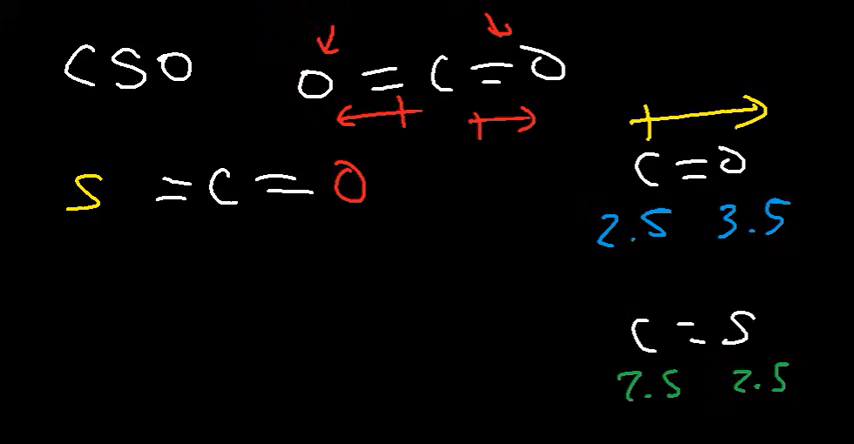 CSO
O = C = O
S = C = O
C = O
2.5 3.5
C = S
2.5 2.5